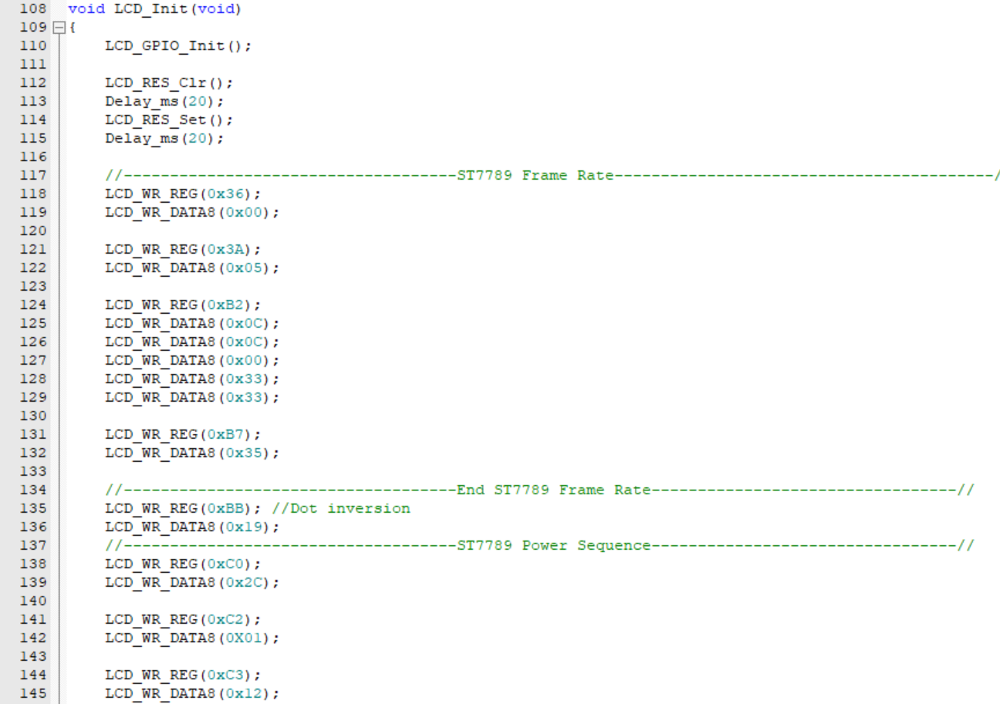 108 void LCD_Init(void)
109 {
110 LCD_GPIO_Init();
111
112 LCD_RES_Clr();
113 Delay_ms(20);
114 LCD_RES_Set();
115 Delay_ms(20);
116
117 //------------------------------------ST7789 Frame Rate-----------------------------------------/
118 LCD_WR_REG(0x36);
119 LCD_WR_DATA8(0x00);
120
121 LCD_WR_REG(0x3A);
122 LCD_WR_DATA8(0x05);
123
124 LCD_WR_REG(0xB2);
125 LCD_WR_DATA8(0x0C);
126 LCD_WR_DATA8(0x0C);
127 LCD_WR_DATA8(0x00);
128 LCD_WR_DATA8(0x33);
129 LCD_WR_DATA8(0x33);
130
131 LCD_WR_REG(0xB7);
132 LCD_WR_DATA8(0x35);
133
134 //------------------------------------End ST7789 Frame Rate---------------------------------//
135 LCD_WR_REG(0xBB); //Dot inversion
136 LCD_WR_DATA8(0x19);
137 //------------------------------------ST7789 Power Sequence---------------------------------//
138 LCD_WR_REG(0xC0);
139 LCD_WR_DATA8(0x2C);
140
141 LCD_WR_REG(0xC2);
142 LCD_WR_DATA8(0X01);
143
144 LCD_WR_REG(0xC3);
145 LCD_WR_DATA8(0x12);